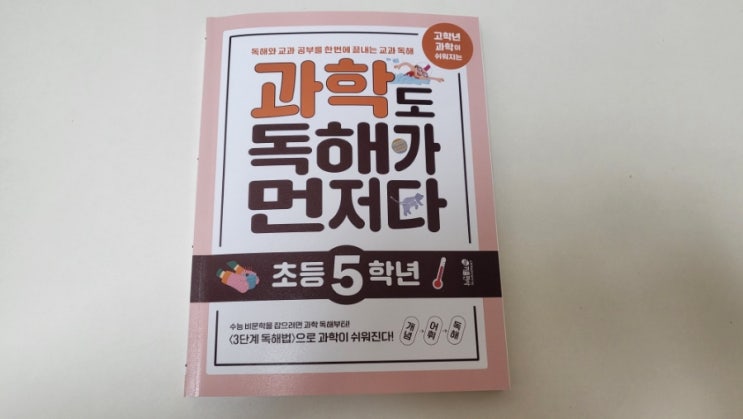 독해와 교과 공부를 한 번에 끝내는 교과 독해
고학년
과학이
쉬워지는
과학도
독해가
먼저다
초등 5 학년
키출판사
수능 비문학을 잡으려면 과학 독해부터!
〈3단계 독해법〉으로 과학이 쉬워진다!
개념 + 어휘 + 독해